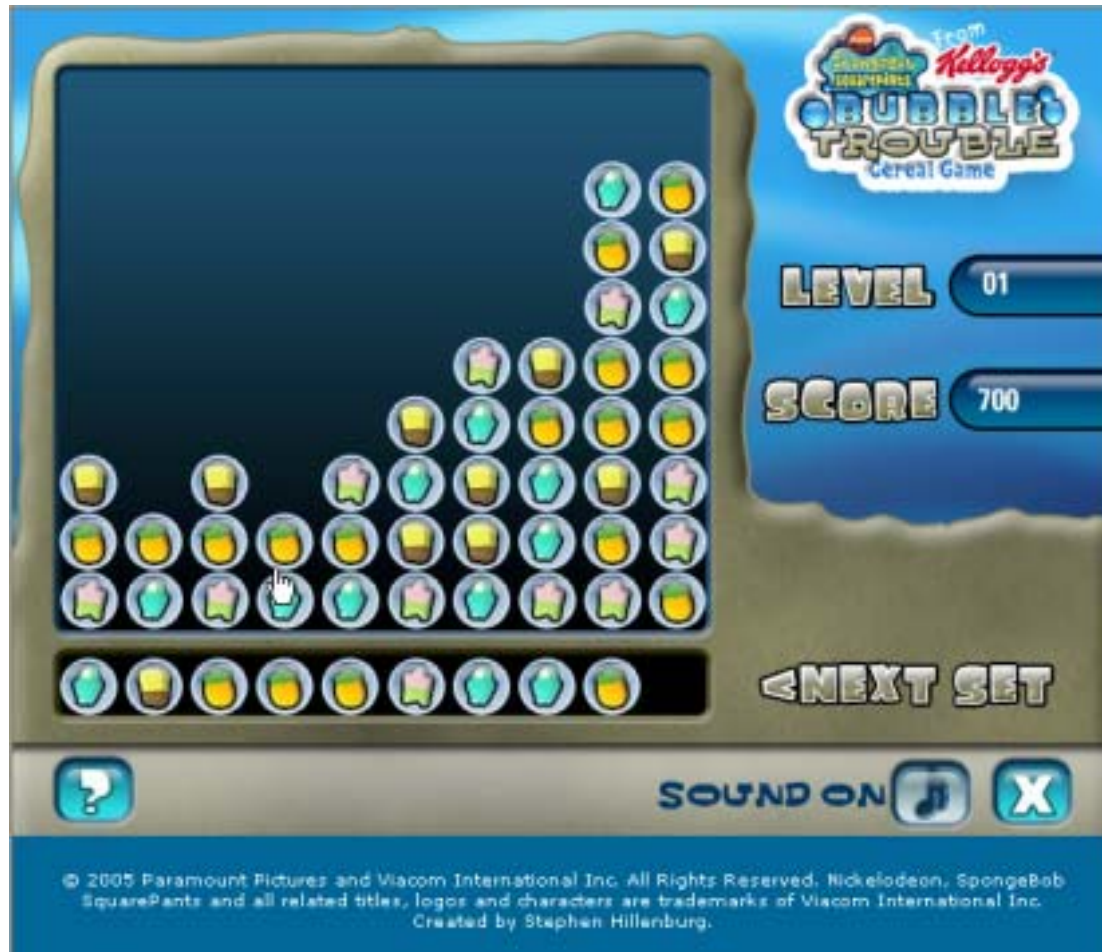 From
SpongeBob
SquarePants
Kellogg's
BUBBLE
TROUBLE
Cereal Game
LEVEL 01
SCORE 700
<NEXT SET
?
SOUND ON
X
© 2005 Paramount Pictures and Viacom International Inc. All Rights Reserved. Nickelodeon, SpongeBob
SquarePants and all related titles, logos and characters are trademarks of Viacom International Inc.
Created by Stephen Hillenburg.